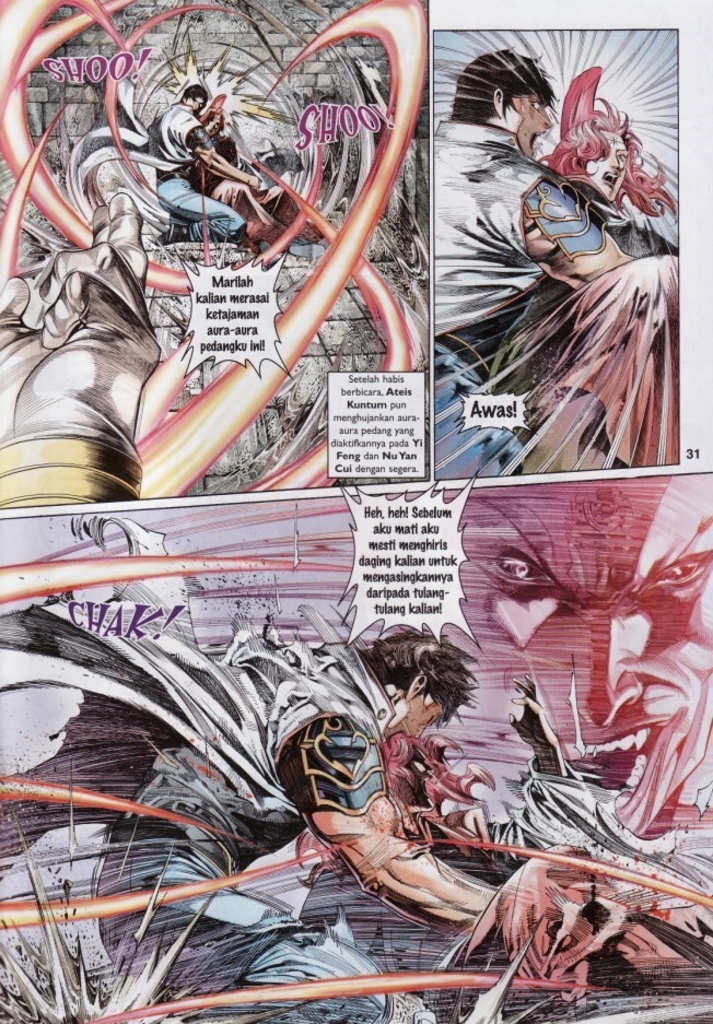 SHOO!
SHOO!
Marilah
kalian merasai
ketajaman
aura-aura
pedangku ini!
Setelah habis
berbicara, Ateis
Kuntum pun
menghujankan aura-
aura pedang yang
diaktifkannya pada Yi
Feng dan Nu Yan
Cui dengan segera.
Awas!
31
Heh, heh! Sebelum
aku mati aku
mesti menghiris
daging kalian untuk
mengasingkannya
daripada tulang-
tulang kalian!
CHAK!